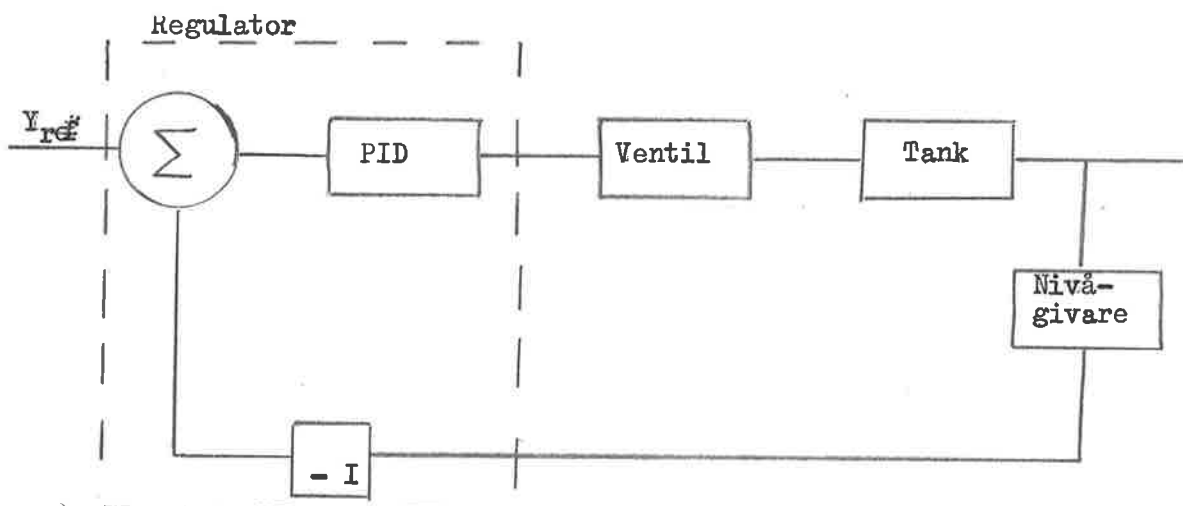 Regulator
Yref
Σ
PID
Ventil
Tank
Nivå-
givare
- I